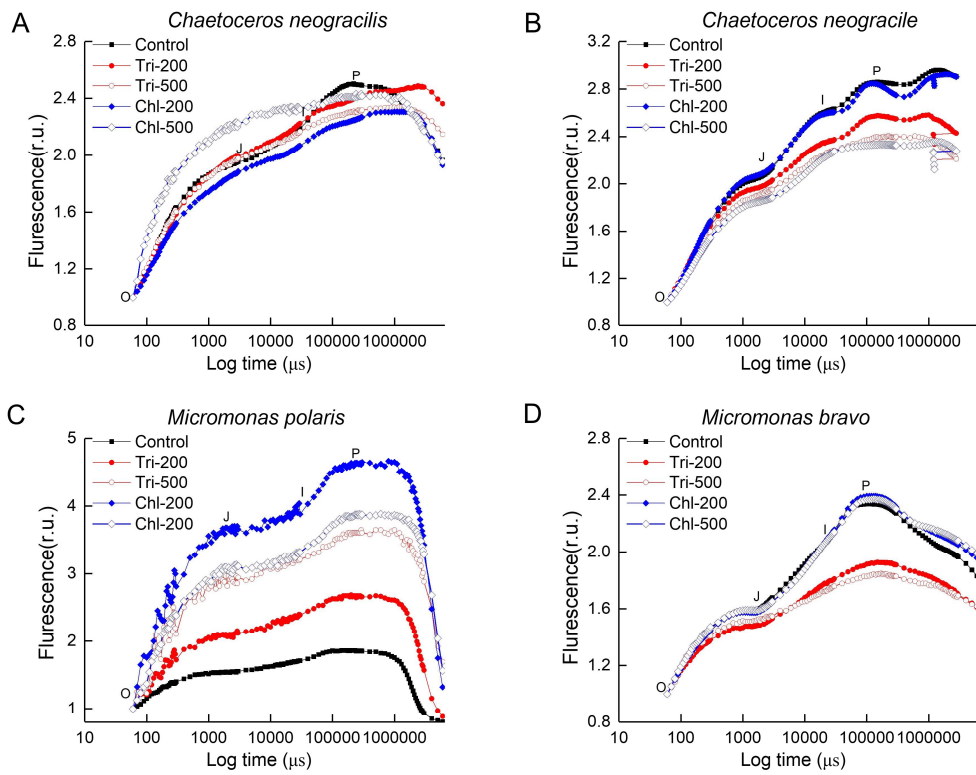 A
Chaetoceros neogracilis
2.8
2.4
2.0
1.6
1.2
0.8
Flurescence(r.u.)
Control
Tri-200
Tri-500
Chl-200
Chl-500
O
J
I
P
10 100 1000 10000 100000 1000000
Log time (μs)
B
Chaetoceros neogracile
3.2
2.8
2.4
2.0
1.6
1.2
0.8
Flurescence(r.u.)
Control
Tri-200
Tri-500
Chl-200
Chl-500
O
J
I
P
10 100 1000 10000 100000 1000000
Log time (μs)
C
Micromonas polaris
5
4
3
2
1
Flurescence(r.u.)
Control
Tri-200
Tri-500
Chl-200
Chl-200
O
J
I
P
10 100 1000 10000 100000 1000000
Log time (μs)
D
Micromonas bravo
2.8
2.4
2.0
1.6
1.2
0.8
Flurescence(r.u.)
Control
Tri-200
Tri-500
Chl-200
Chl-500
O
J
I
P
10 100 1000 10000 100000 1000000
Log time (μs)